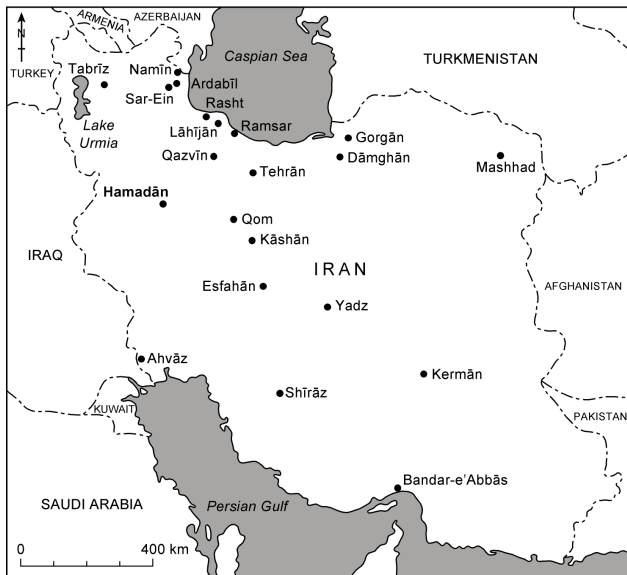 N
ARMENIA
AZERBAIJAN
Caspian Sea
TURKMENISTAN
TURKEY
Tabrīz
Namīn
Ardabīl
Sar-Ein
Rasht
Lake
Urmia
Lāhījān
Ramsar
Gorgān
Qazvīn
Dāmghān
Mashhad
Tehrān
Hamadān
Qom
Kāshān
IRAQ
IRAN
Esfahān
AFGHANISTAN
Yadz
Ahvāz
Kermān
Shīrāz
KUWAIT
PAKISTAN
Bandar-e'Abbās
SAUDI ARABIA
Persian Gulf
0 400 km